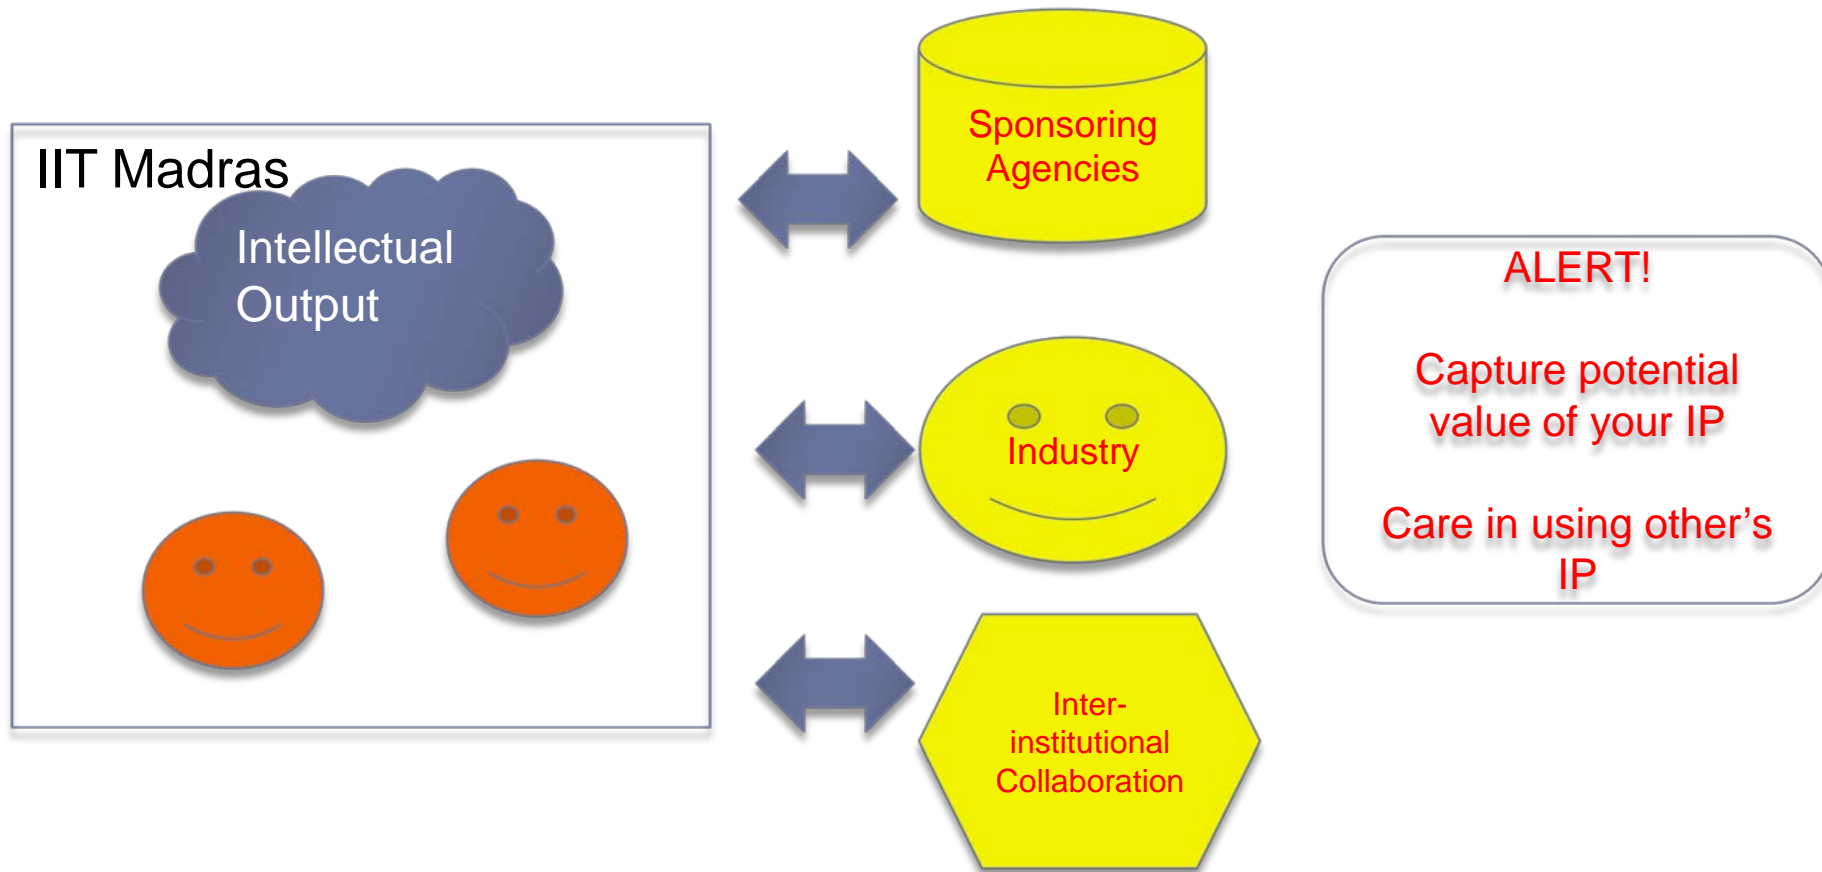 IIT Madras
Intellectual
Output
Sponsoring
Agencies
Industry
Inter-
institutional
Collaboration
ALERT!
Capture potential
value of your IP
Care in using other’s
IP